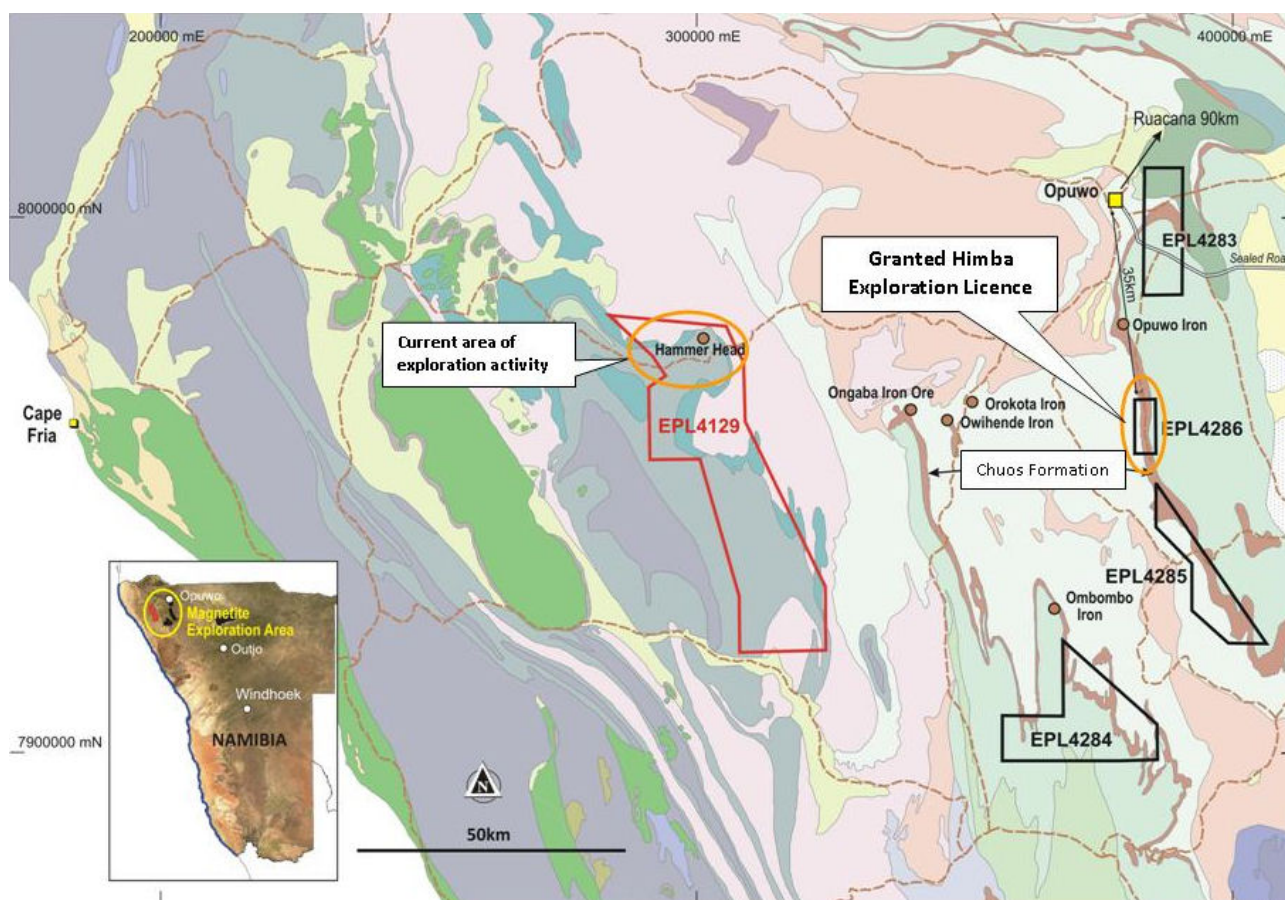 200000 mE
300000 mE
400000 mE
Ruacana 90km
Opuwo
8000000 mN
EPL4283
Granted Himba
Exploration Licence
Sealed Roa
35km
Opuwo Iron
Current area of
exploration activity
Hammer Head
Ongaba Iron Ore
Orokota Iron
Owihende Iron
Cape
Fria
EPL4129
EPL4286
Chuos Formation
EPL4285
Ombombo
Iron
Opuwo
Magnetite
Exploration Area
Outjo
Windhoek
NAMIBIA
7900000 mN
EPL4284
N
50km